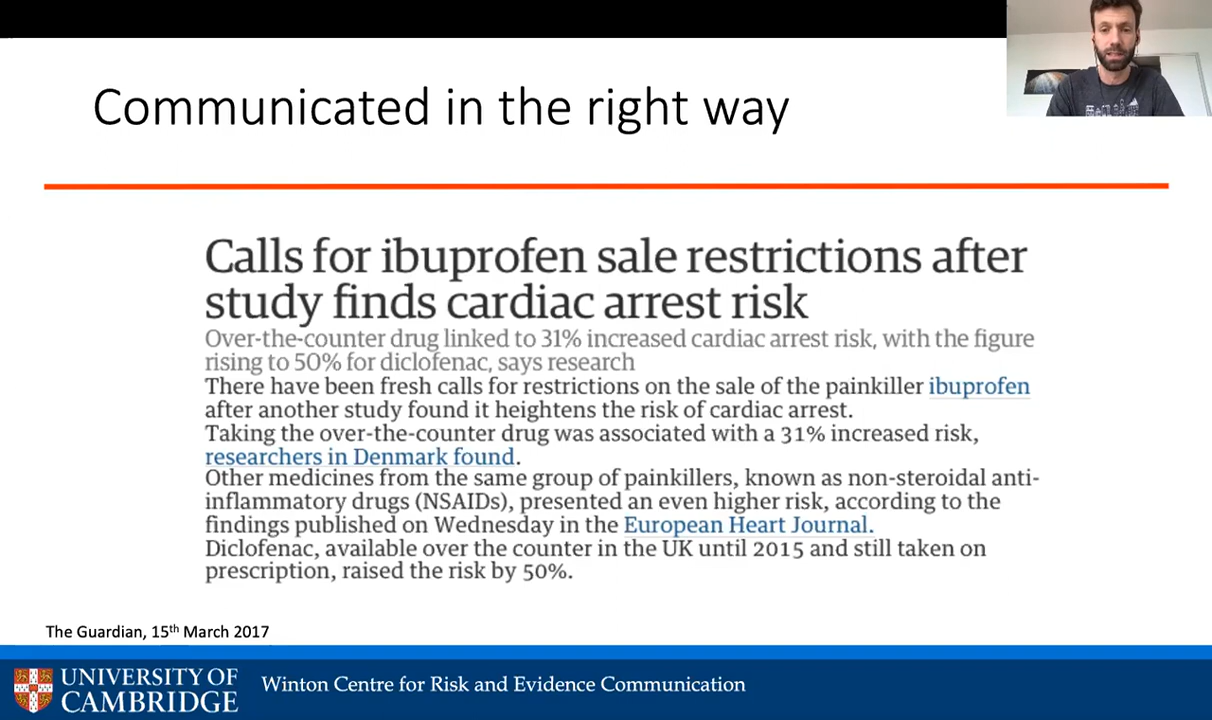 Communicated in the right way
Calls for ibuprofen sale restrictions after
study finds cardiac arrest risk
Over-the-counter drug linked to 31% increased cardiac arrest risk, with the figure
rising to 50% for diclofenac, says research
There have been fresh calls for restrictions on the sale of the painkiller ibuprofen
after another study found it heightens the risk of cardiac arrest.
Taking the over-the-counter drug was associated with a 31% increased risk,
researchers in Denmark found.
Other medicines from the same group of painkillers, known as non-steroidal anti-
inflammatory drugs (NSAIDs), presented an even higher risk, according to the
findings published on Wednesday in the European Heart Journal.
Diclofenac, available over the counter in the UK until 2015 and still taken on
prescription, raised the risk by 50%.
The Guardian, 15th March 2017
UNIVERSITY OF
CAMBRIDGE
Winton Centre for Risk and Evidence Communication